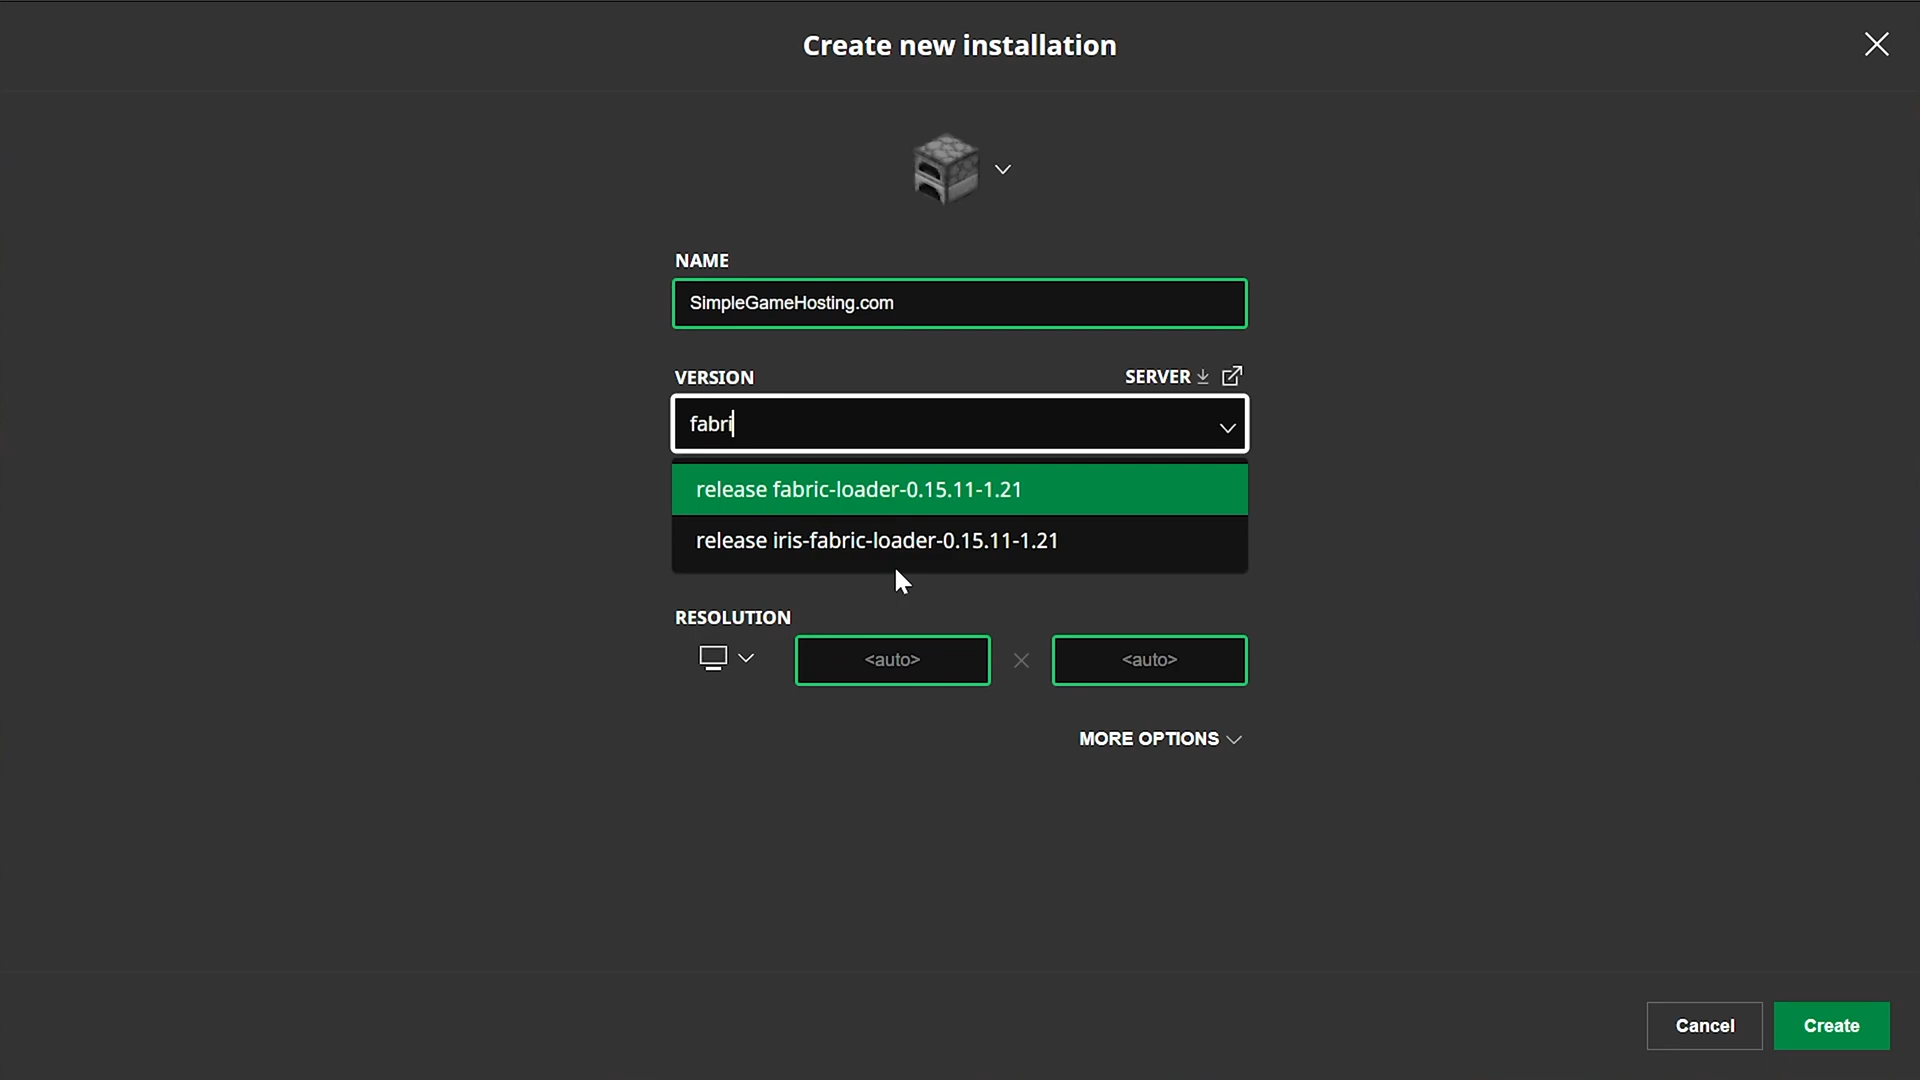 Create new installation
NAME
SimpleGameHosting.com
VERSION
SERVER
fabri
release fabric-loader-0.15.11-1.21
release iris-fabric-loader-0.15.11-1.21
RESOLUTION
<auto>
<auto>
MORE OPTIONS
Cancel
Create